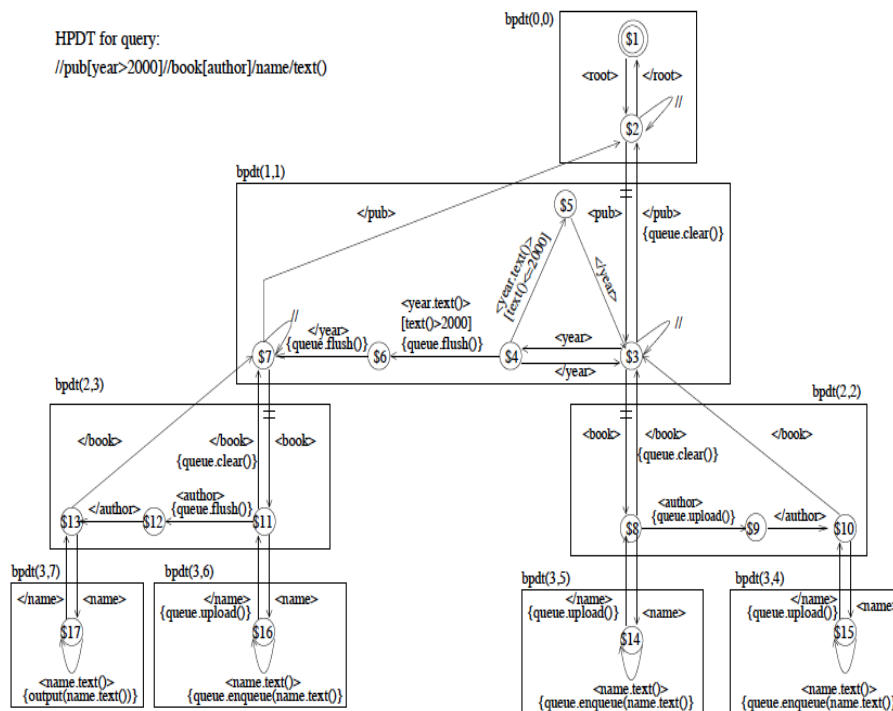 HPDT for query:
//pub[year>2000]//book[author]/name/text()
bpdt(0,0)
$1
<root>
</root>
//
$2
bpdt(1,1)
</pub>
$5
<pub>
</pub>
{queue.clear()}
<year.text()>
[text()<=2000]
</year>
<year.text()>
[text()>2000]
{queue.flush()}
//
</year>
{queue.flush()}
<year>
</year>
//
$7
$6
$4
$3
bpdt(2,3)
</book>
</book>
{queue.clear()}
<book>
<author>
{queue.flush()}
</author>
$13
$12
$11
bpdt(2,2)
<book>
</book>
{queue.clear()}
</book>
<author>
{queue.upload()}
</author>
$8
$9
$10
bpdt(3,7)
</name>
<name>
$17
<name.text()>
{output(name.text())}
bpdt(3,6)
</name>
{queue.upload()}
<name>
$16
<name.text()>
{queue.enqueue(name.text()}
bpdt(3,5)
</name>
{queue.upload()}
<name>
$14
<name.text()>
{queue.enqueue(name.text()}
bpdt(3,4)
</name>
{queue.upload()}
<name>
$15
<name.text()>
{queue.enqueue(name.text()}